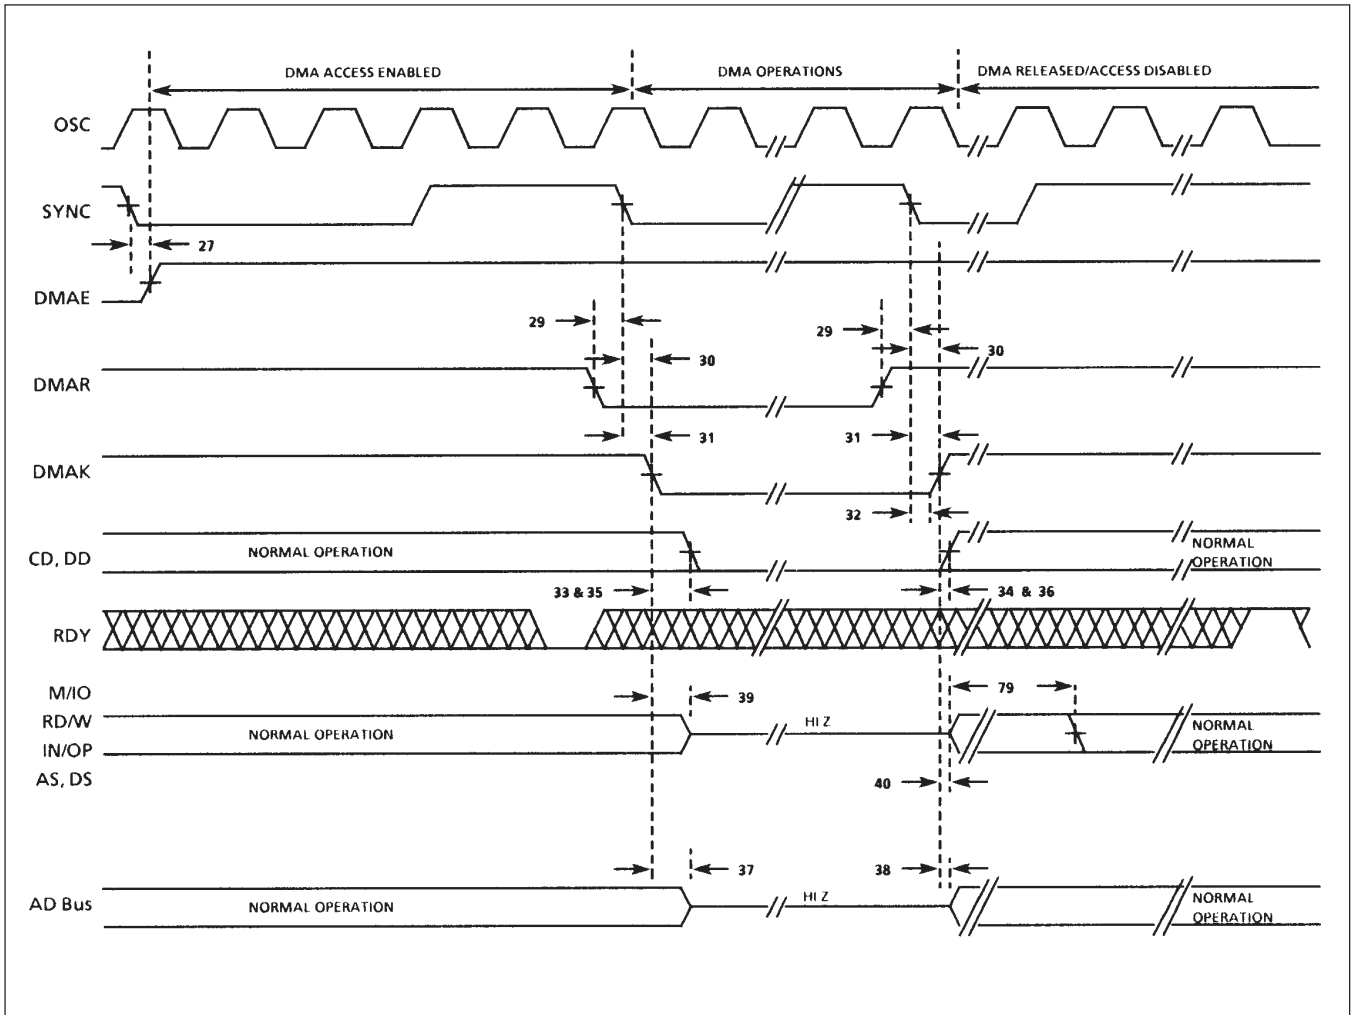 DMA ACCESS ENABLED
DMA OPERATIONS
DMA RELEASED/ACCESS DISABLED
OSC
SYNC
27
DMAE
29
29
30
30
DMAR
31
31
DMAK
32
CD, DD
NORMAL OPERATION
NORMAL
OPERATION
33 & 35
34 & 36
RDY
M/IO
39
79
RD/W
NORMAL OPERATION
HI Z
NORMAL
OPERATION
IN/OP
AS, DS
40
37
38
AD Bus
NORMAL OPERATION
HI Z
NORMAL
OPERATION